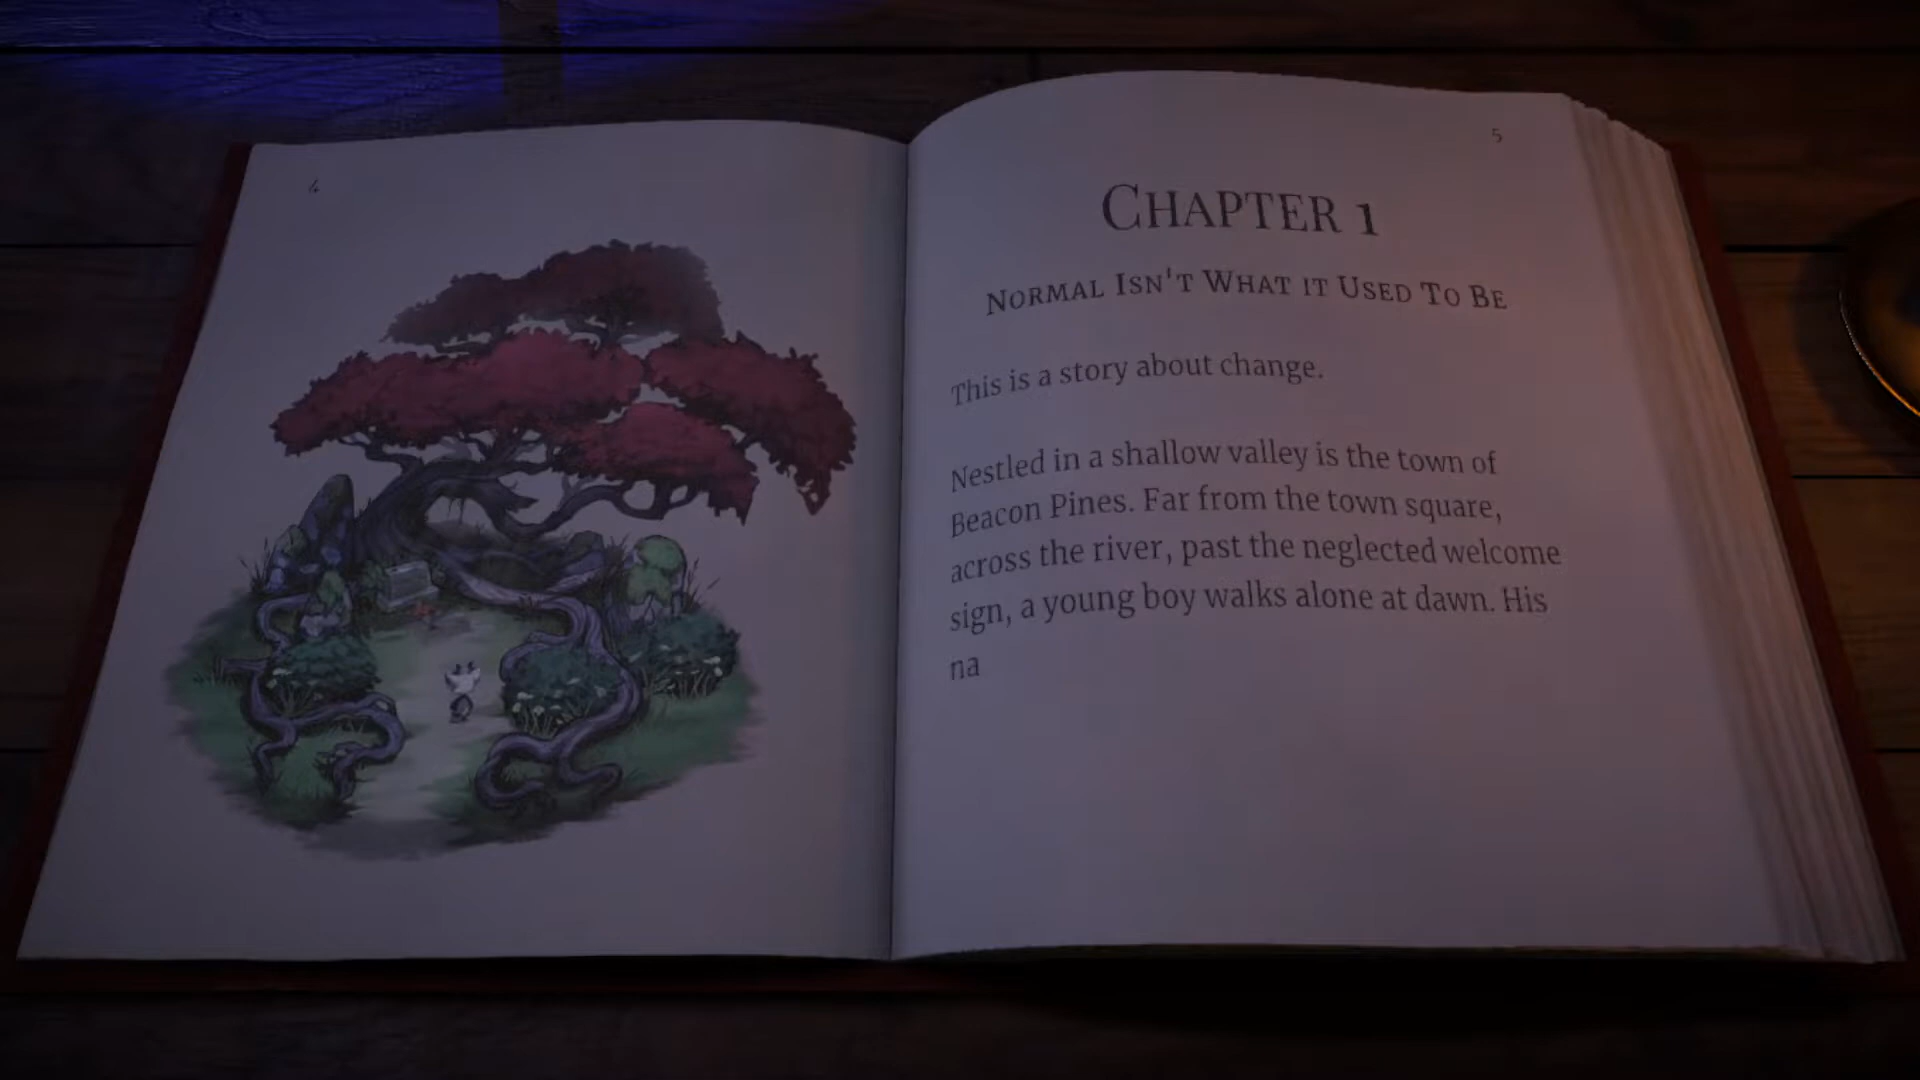 4
5
Chapter 1
Normal Isn't What it Used To Be
This is a story about change.
Nestled in a shallow valley is the town of
Beacon Pines. Far from the town square,
across the river, past the neglected welcome
sign, a young boy walks alone at dawn. His
na